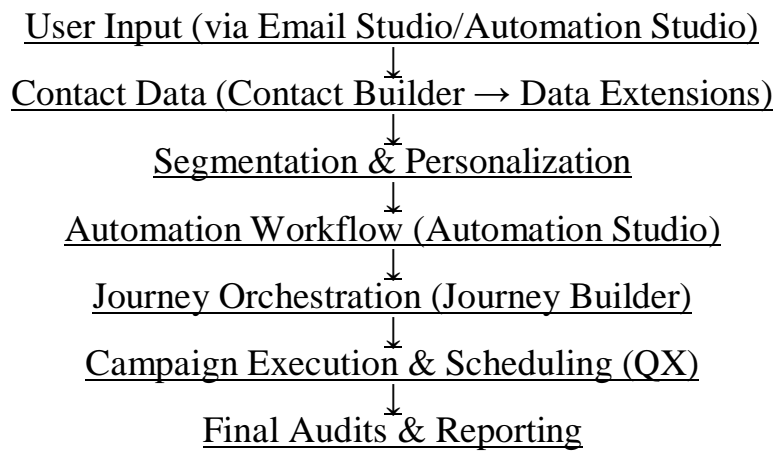 User Input (via Email Studio/Automation Studio)
↓
Contact Data (Contact Builder → Data Extensions)
↓
Segmentation & Personalization
↓
Automation Workflow (Automation Studio)
↓
Journey Orchestration (Journey Builder)
↓
Campaign Execution & Scheduling (QX)
↓
Final Audits & Reporting